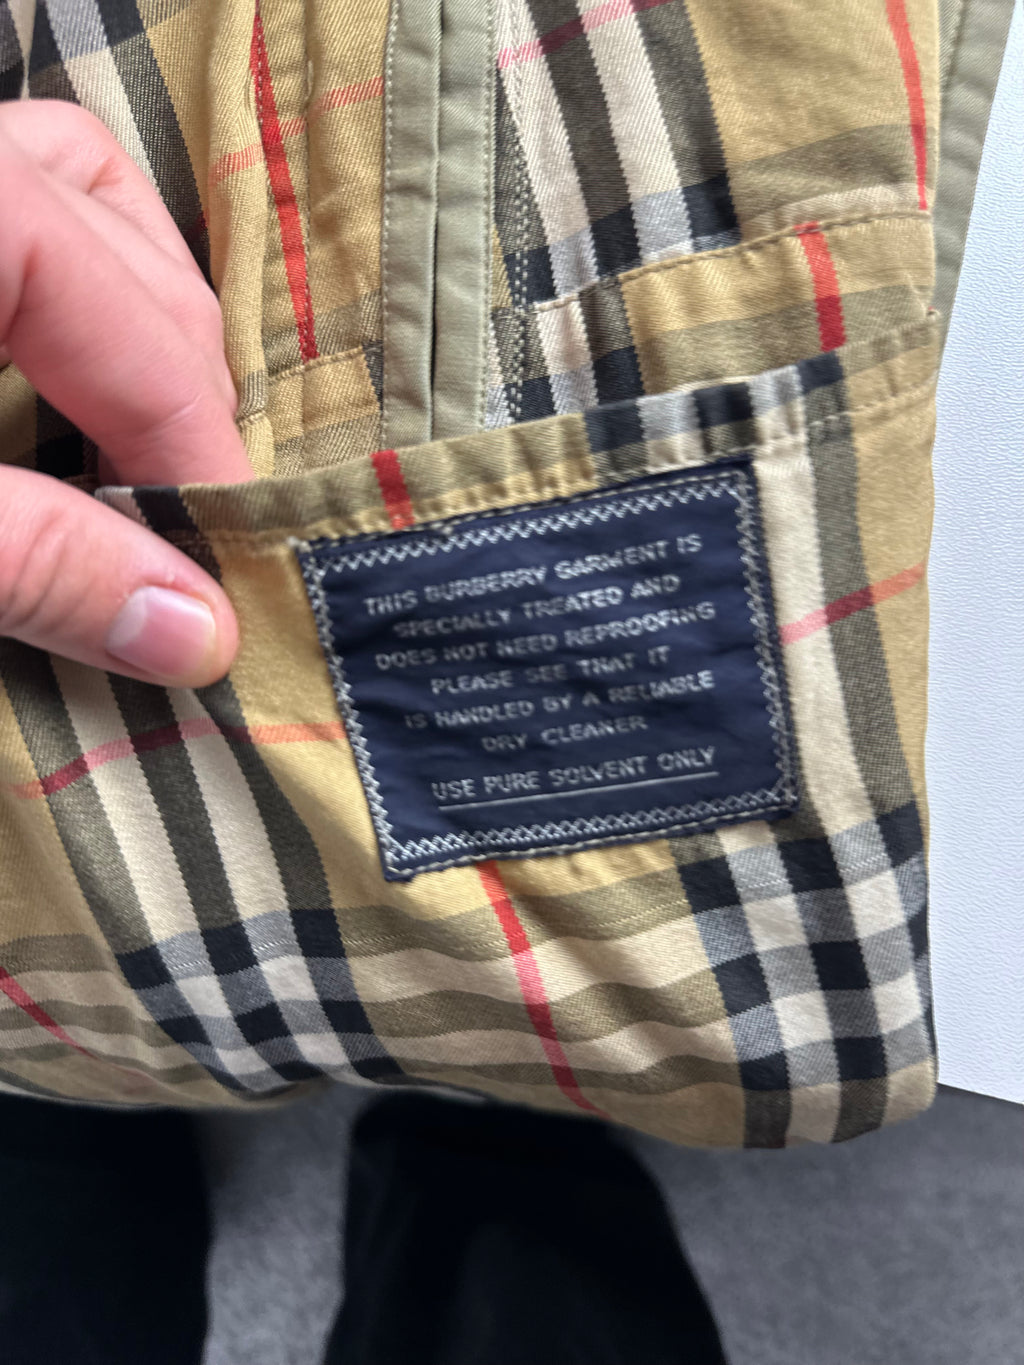 THIS BURBERRY GARMENT IS
SPECIALLY TREATED AND
DOES NOT NEED REPROOFING
PLEASE SEE THAT IT
IS HANDLED BY A RELIABLE
DRY CLEANER
USE PURE SOLVENT ONLY